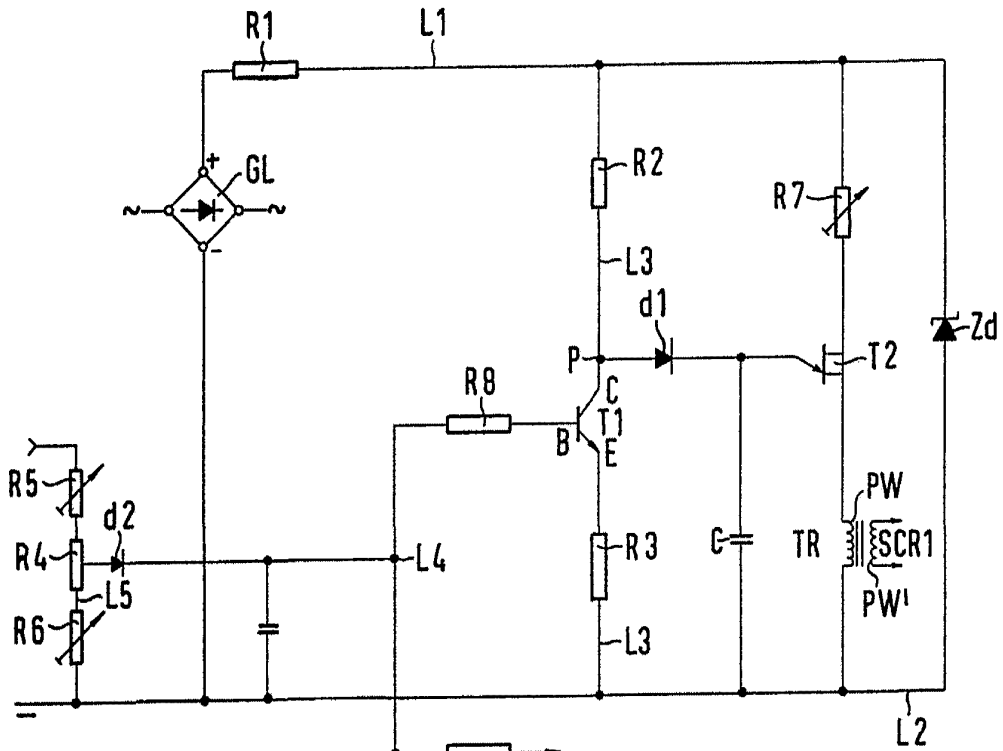 R1
L1
+
GL
~
~
-
R2
R7
L3
d1
Zd
P
T2
R8
C
T1
B
E
R5
d2
PW
R4
L4
R3
C
TR
SCR1
L5
PW'
R6
L3
L2